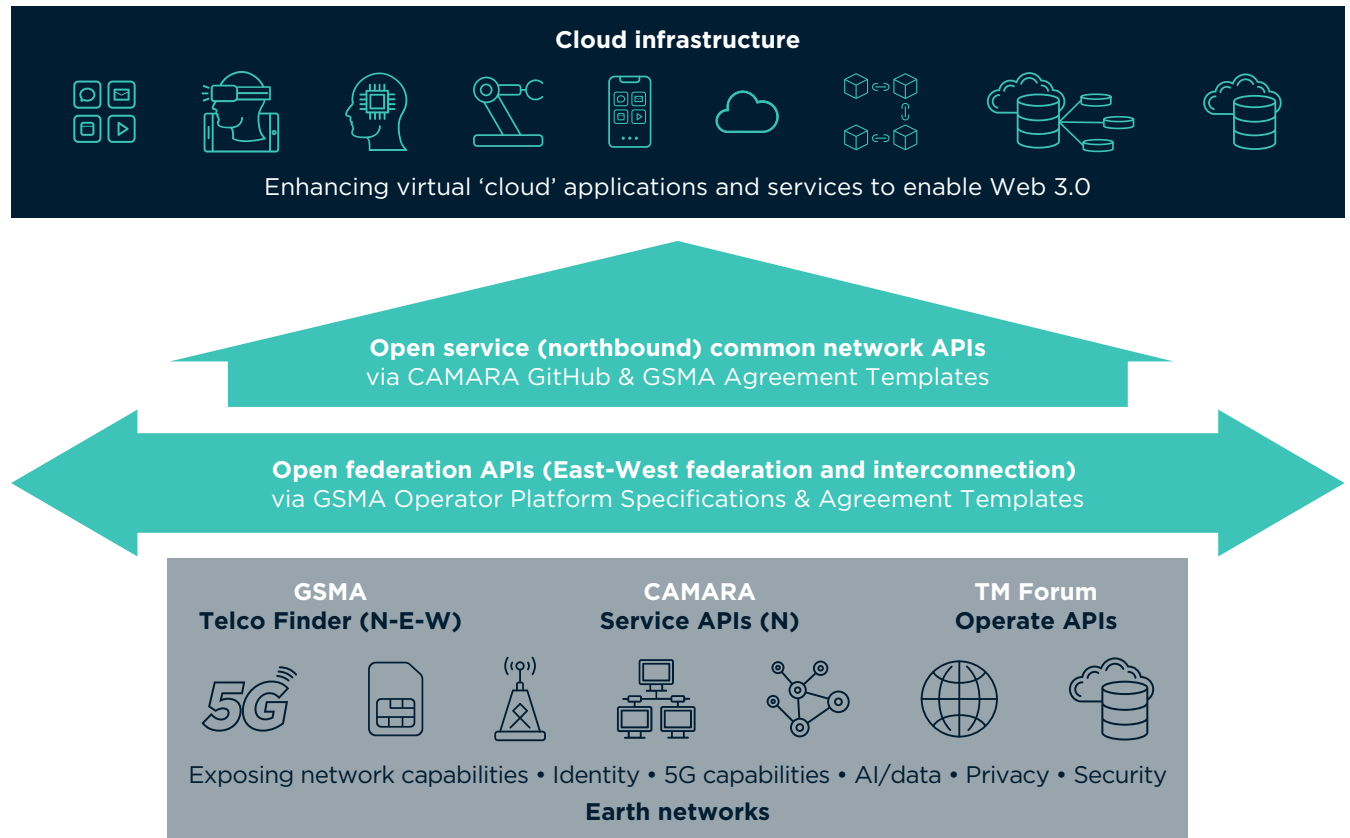 Cloud infrastructure
Enhancing virtual ‘cloud’ applications and services to enable Web 3.0
Open service (northbound) common network APIs
via CAMARA GitHub & GSMA Agreement Templates
Open federation APIs (East-West federation and interconnection)
via GSMA Operator Platform Specifications & Agreement Templates
GSMA
Telco Finder (N-E-W)
CAMARA
Service APIs (N)
TM Forum
Operate APIs
5G
Exposing network capabilities • Identity • 5G capabilities • AI/data • Privacy • Security
Earth networks